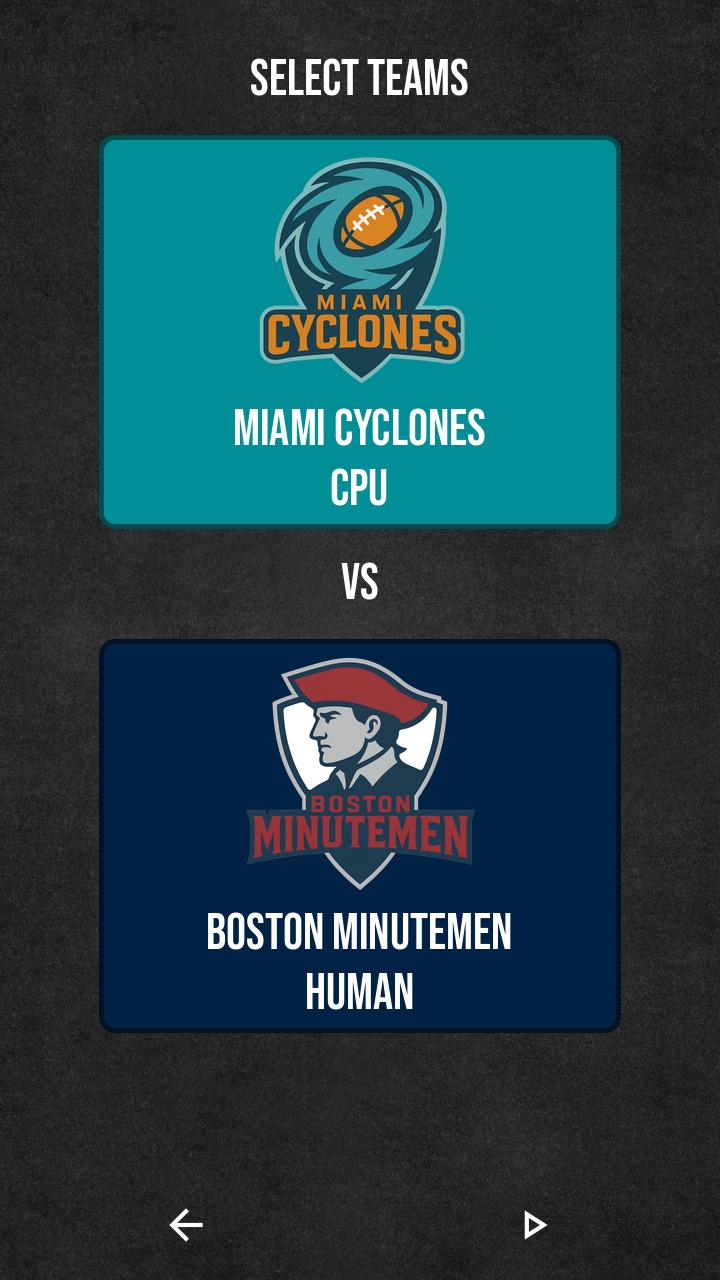 SELECT TEAMS
MIAMI
CYCLONES
MIAMI CYCLONES
CPU
VS
BOSTON
MINUTEMEN
BOSTON MINUTEMEN
HUMAN